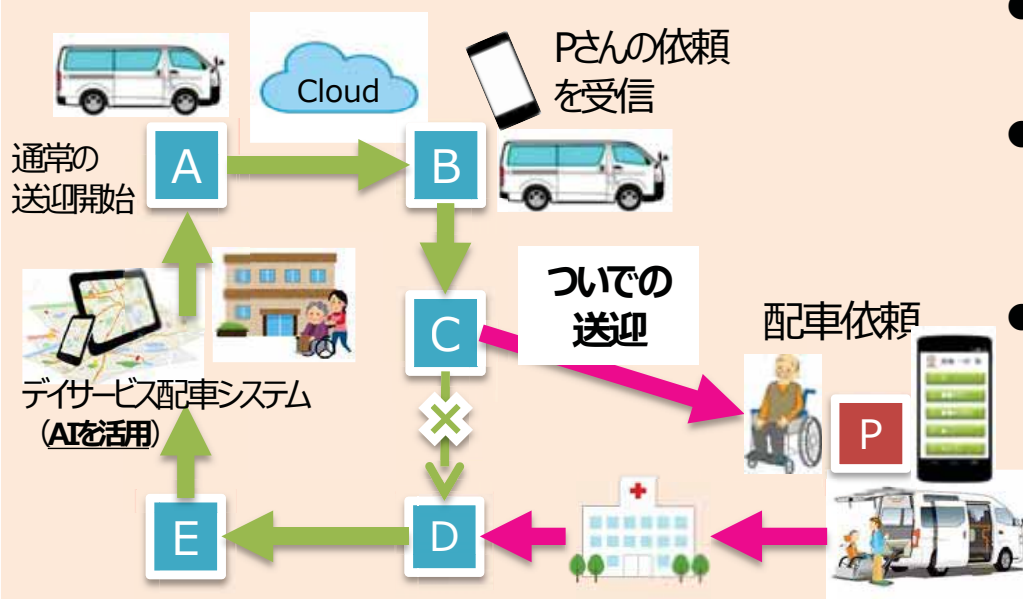 Cloud
Pさんの依頼
を受信
通常の
送迎開始
A
B
ついでの
送迎
C
配車依頼
デイサービス配車システム
（AIを活用）
P
E
D